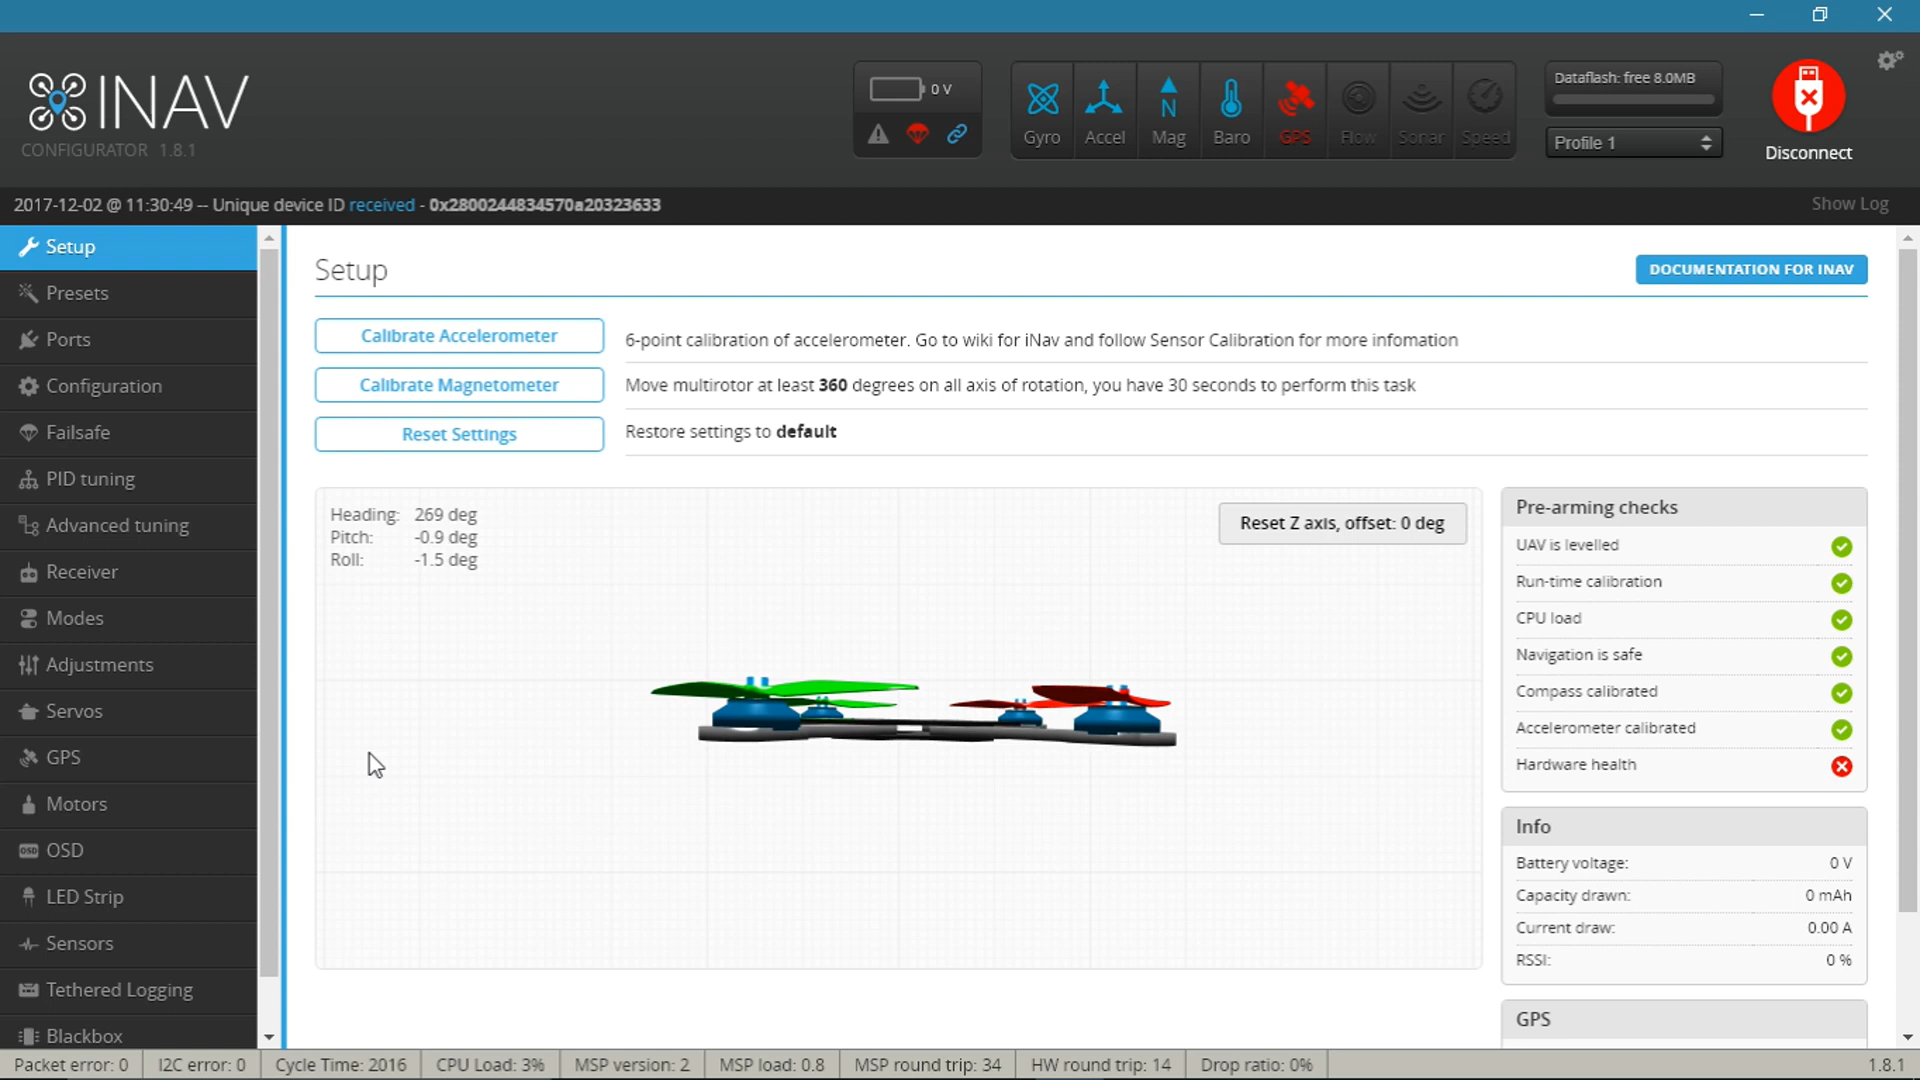 INAV
CONFIGURATOR 1.8.1
0 V
Gyro
Accel
N
Mag
Baro
GPS
Flow
Sonar
Speed
Dataflash: free 8.0MB
Profile 1
Disconnect
2017-12-02 @ 11:30:49 -- Unique device ID received - 0x2800244834570a20323633
Show Log
Setup
Presets
Ports
Configuration
Failsafe
PID tuning
Advanced tuning
Receiver
Modes
Adjustments
Servos
GPS
Motors
OSD OSD
LED Strip
Sensors
Tethered Logging
Blackbox
Setup
DOCUMENTATION FOR INAV
Calibrate Accelerometer
6-point calibration of accelerometer. Go to wiki for iNav and follow Sensor Calibration for more infomation
Calibrate Magnetometer
Move multirotor at least 360 degrees on all axis of rotation, you have 30 seconds to perform this task
Reset Settings
Restore settings to default
Heading: 269 deg
Pitch: -0.9 deg
Roll: -1.5 deg
Reset Z axis, offset: 0 deg
Pre-arming checks
UAV is levelled
Run-time calibration
CPU load
Navigation is safe
Compass calibrated
Accelerometer calibrated
Hardware health
Info
Battery voltage: 0 V
Capacity drawn: 0 mAh
Current draw: 0.00 A
RSSI: 0 %
GPS
Packet error: 0
I2C error: 0
Cycle Time: 2016
CPU Load: 3%
MSP version: 2
MSP load: 0.8
MSP round trip: 34
HW round trip: 14
Drop ratio: 0%
1.8.1